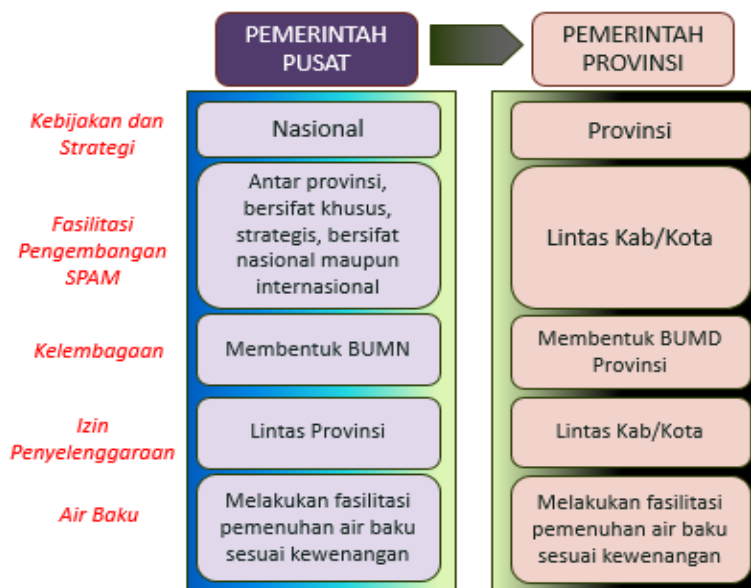 PEMERINTAH
PUSAT
PEMERINTAH
PROVINSI
Kebijakan dan
Strategi
Nasional
Provinsi
Fasilitasi
Pengembangan
SPAM
Antar provinsi,
bersifat khusus,
strategis, bersifat
nasional maupun
internasional
Lintas Kab/Kota
Kelembagaan
Membentuk BUMN
Membentuk BUMD
Provinsi
Izin
Penyelenggaraan
Lintas Provinsi
Lintas Kab/Kota
Air Baku
Melakukan fasilitasi
pemenuhan air baku
sesuai kewenangan
Melakukan fasilitasi
pemenuhan air baku
sesuai kewenangan